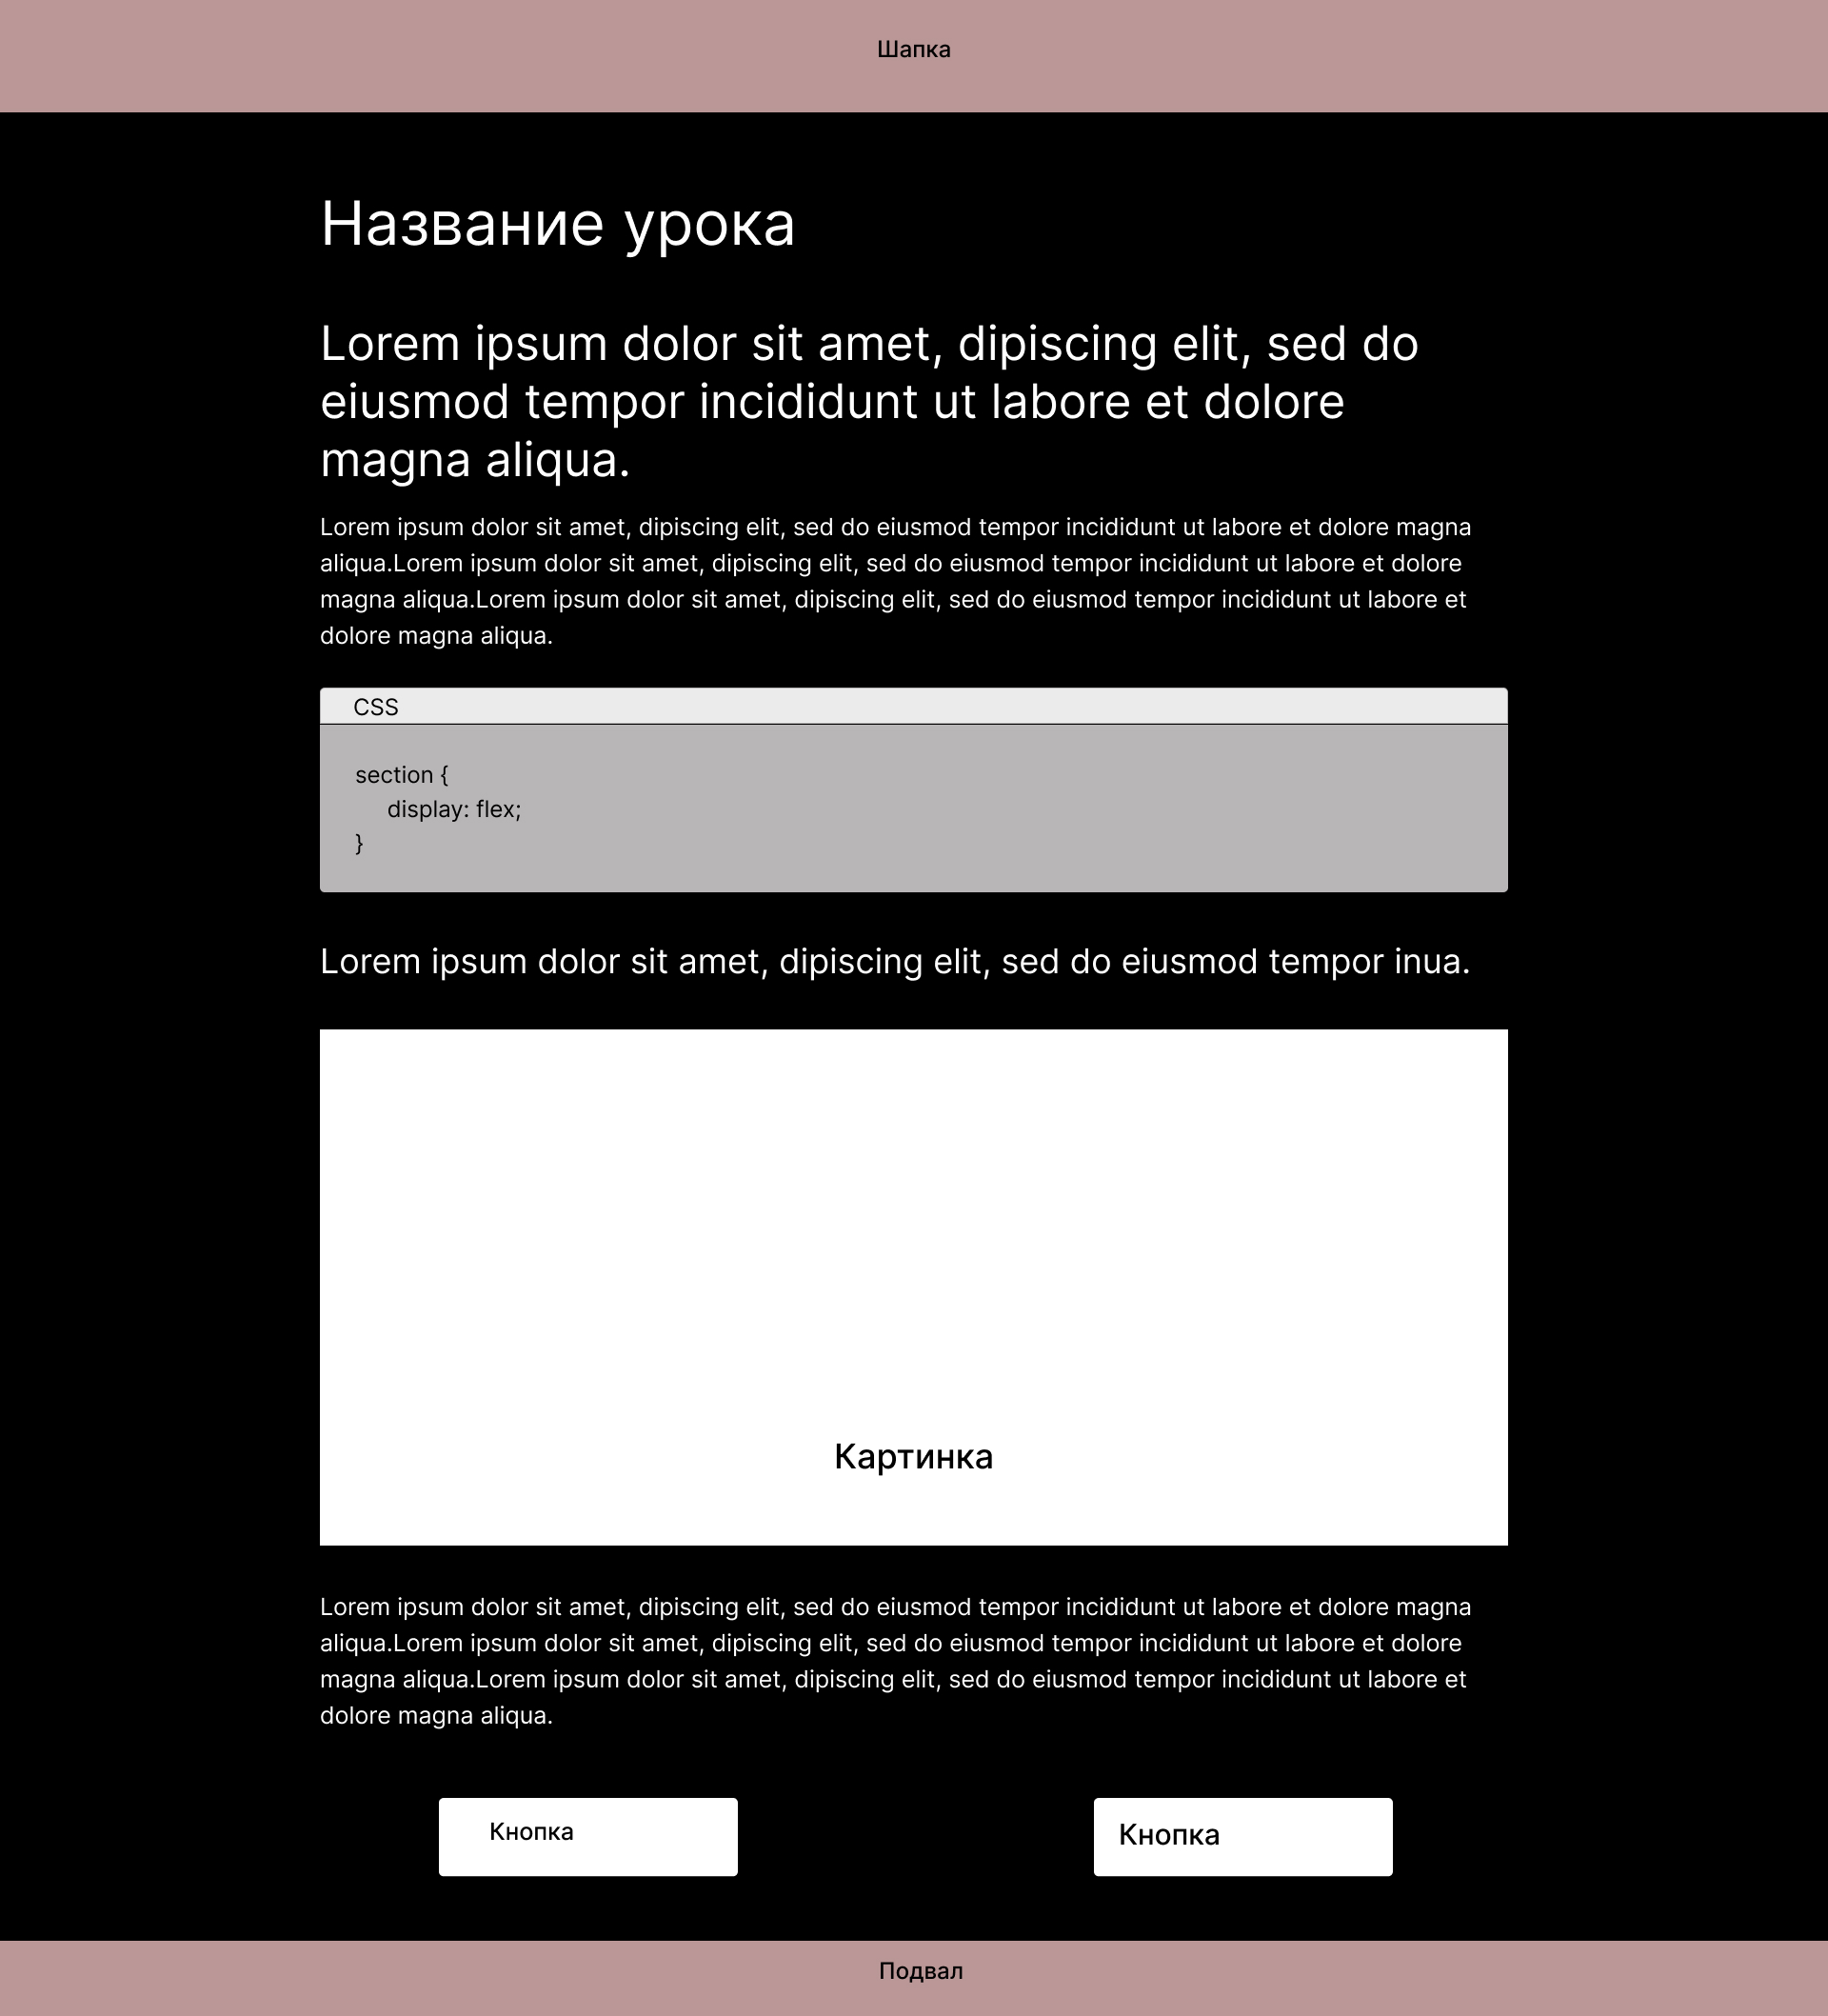 Шапка
Название урока
Lorem ipsum dolor sit amet, dipiscing elit, sed do
eiusmod tempor incididunt ut labore et dolore
magna aliqua.
Lorem ipsum dolor sit amet, dipiscing elit, sed do eiusmod tempor incididunt ut labore et dolore magna
aliqua.Lorem ipsum dolor sit amet, dipiscing elit, sed do eiusmod tempor incididunt ut labore et dolore
magna aliqua.Lorem ipsum dolor sit amet, dipiscing elit, sed do eiusmod tempor incididunt ut labore et
dolore magna aliqua.
CSS
section {
display: flex;
}
Lorem ipsum dolor sit amet, dipiscing elit, sed do eiusmod tempor inua.
Картинка
Lorem ipsum dolor sit amet, dipiscing elit, sed do eiusmod tempor incididunt ut labore et dolore magna
aliqua.Lorem ipsum dolor sit amet, dipiscing elit, sed do eiusmod tempor incididunt ut labore et dolore
magna aliqua.Lorem ipsum dolor sit amet, dipiscing elit, sed do eiusmod tempor incididunt ut labore et
dolore magna aliqua.
Кнопка
Кнопка
Подвал